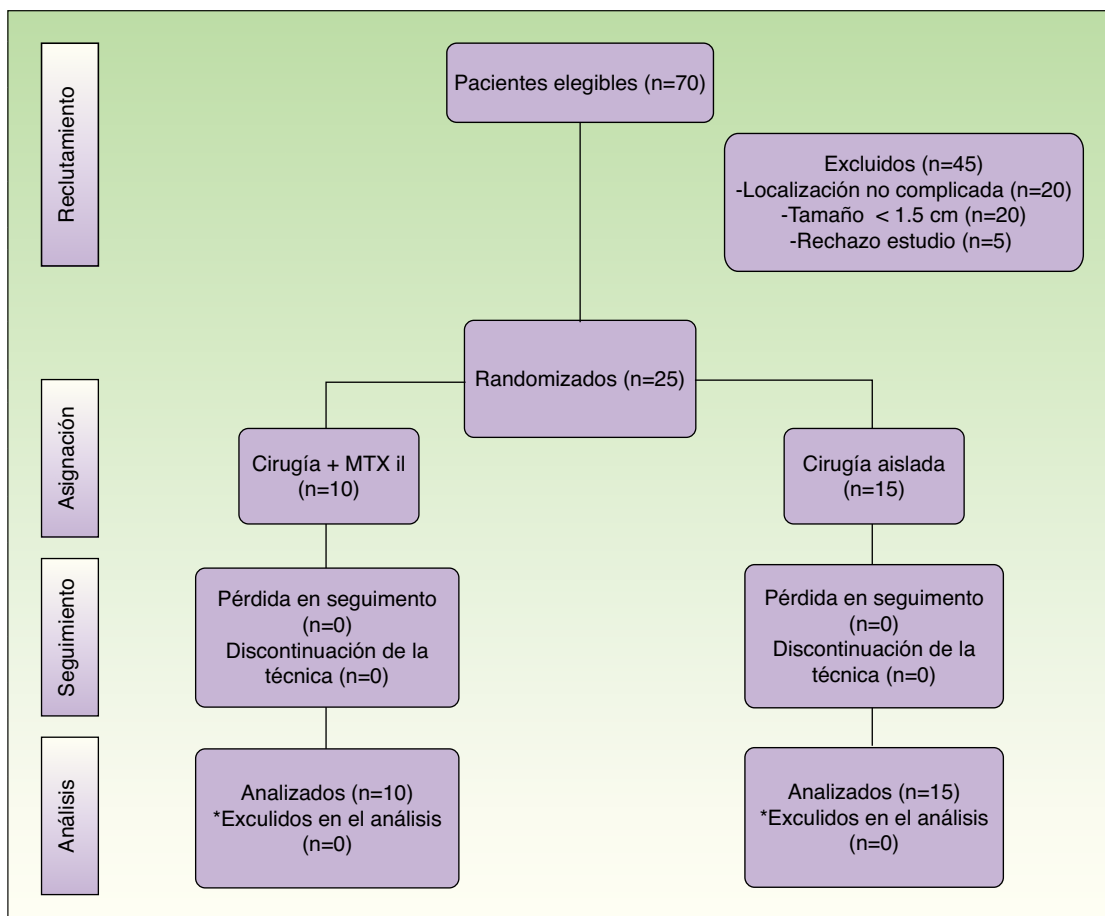 Reclutamiento
Pacientes elegibles (n=70)
Excluidos (n=45)
-Localización no complicada (n=20)
-Tamaño < 1.5 cm (n=20)
-Rechazo estudio (n=5)
Randomizados (n=25)
Asignación
Cirugía + MTX il
(n=10)
Cirugía aislada
(n=15)
Seguimiento
Pérdida en seguimento
(n=0)
Discontinuación de la
técnica (n=0)
Pérdida en seguimento
(n=0)
Discontinuación de la
técnica (n=0)
Análisis
Analizados (n=10)
*Exculidos en el análisis
(n=0)
Analizados (n=15)
*Exculidos en el análisis
(n=0)